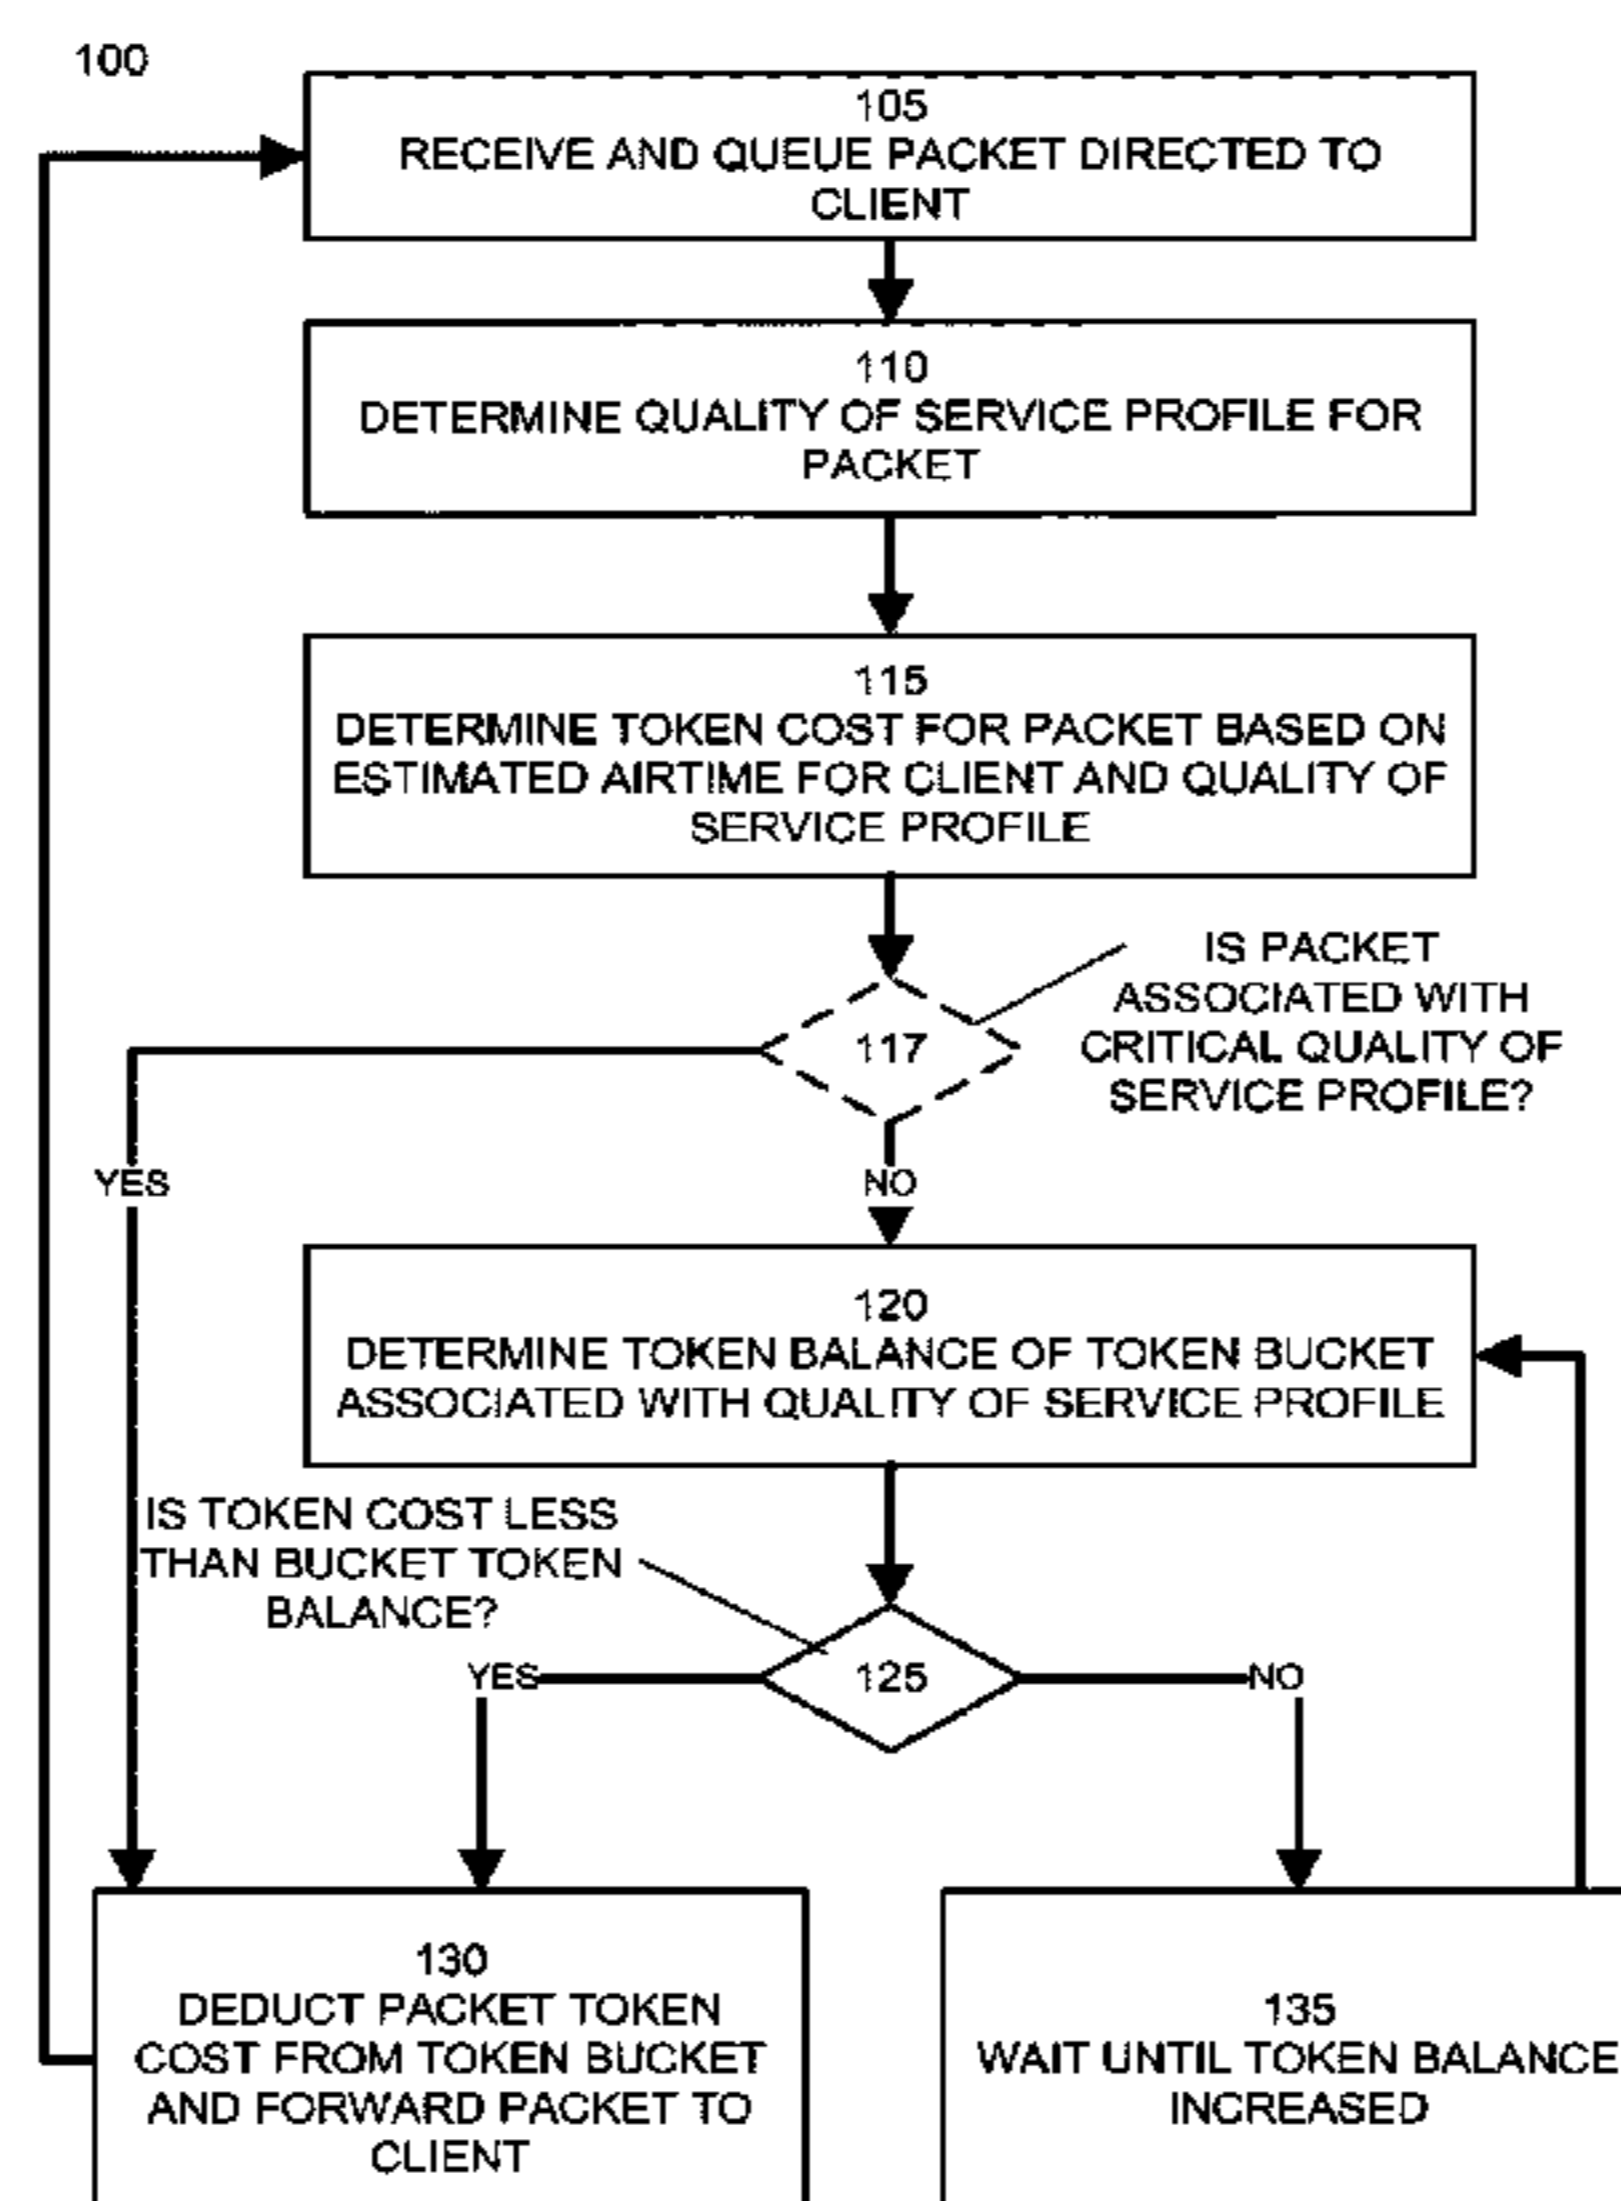 100
105
RECEIVE AND QUEUE PACKET DIRECTED TO
CLIENT
110
DETERMINE QUALITY OF SERVICE PROFILE FOR
PACKET
115
DETERMINE TOKEN COST FOR PACKET BASED ON
ESTIMATED AIRTIME FOR CLIENT AND QUALITY OF
SERVICE PROFILE
IS PACKET
ASSOCIATED WITH
CRITICAL QUALITY OF
SERVICE PROFILE?
117
YES
NO
120
DETERMINE TOKEN BALANCE OF TOKEN BUCKET
ASSOCIATED WITH QUALITY OF SERVICE PROFILE
IS TOKEN COST LESS
THAN BUCKET TOKEN
BALANCE?
YES
125
NO
130
DEDUCT PACKET TOKEN
COST FROM TOKEN BUCKET
AND FORWARD PACKET TO
CLIENT
135
WAIT UNTIL TOKEN BALANCE
INCREASED